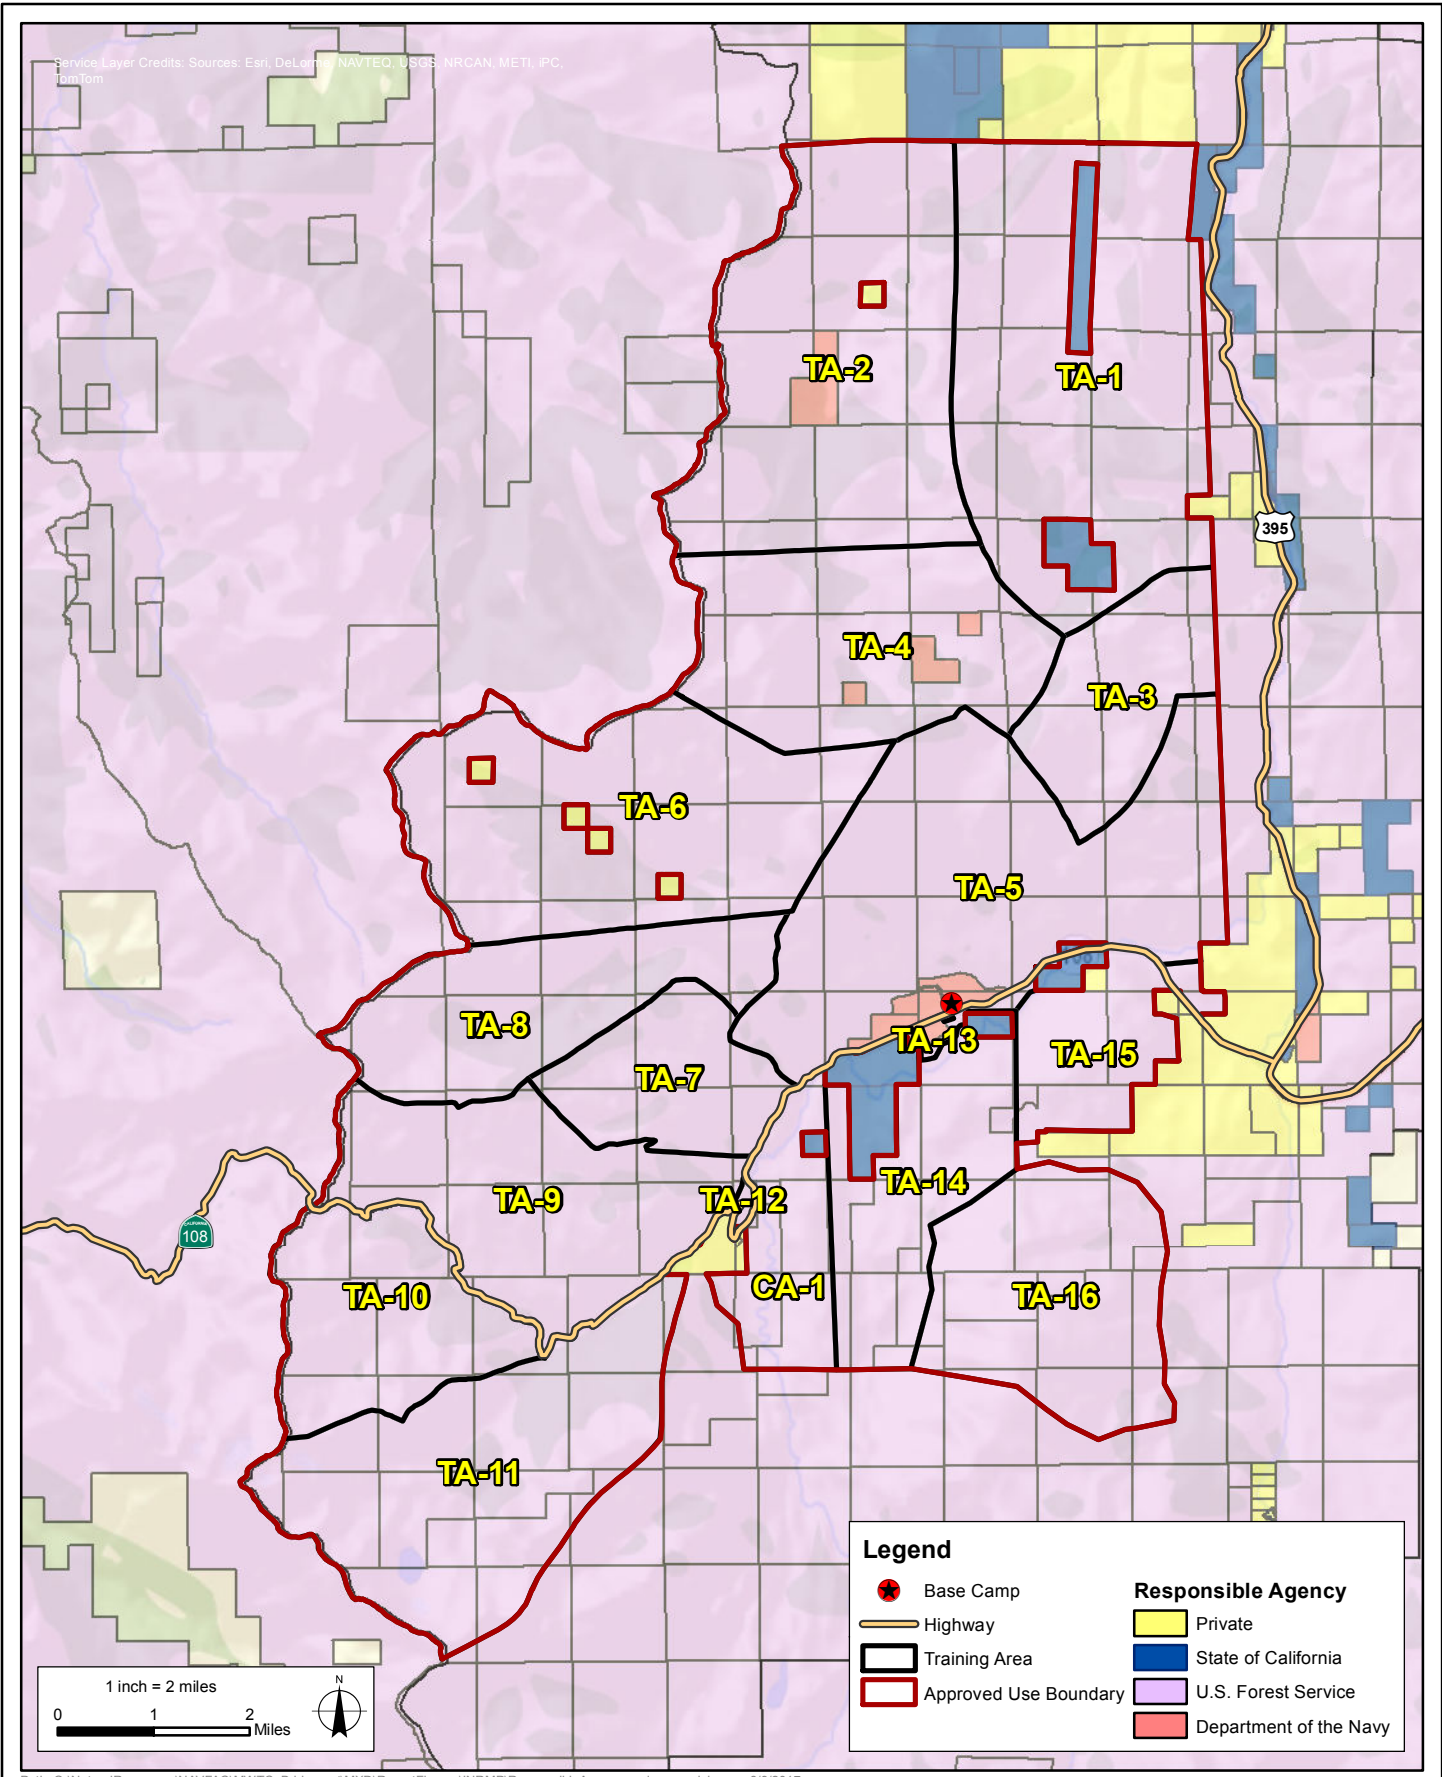 Service Layer Credits: Sources: Esri, DeLorme, NAVTEQ, USGS, NRCAN, METI, iPC,
TomTom
TA-2
TA-1
395
TA-4
TA-3
TA-6
TA-5
108
TA-8
TA-13
TA-15
TA-7
TA-14
TA-9
TA-12
CALIFORNIA
108
CA-1
TA-10
TA-16
TA-11
Legend
Base Camp
Highway
Training Area
Approved Use Boundary
Responsible Agency
Private
State of California
U.S. Forest Service
Department of the Navy
1 inch = 2 miles
0 1 2
Miles
N